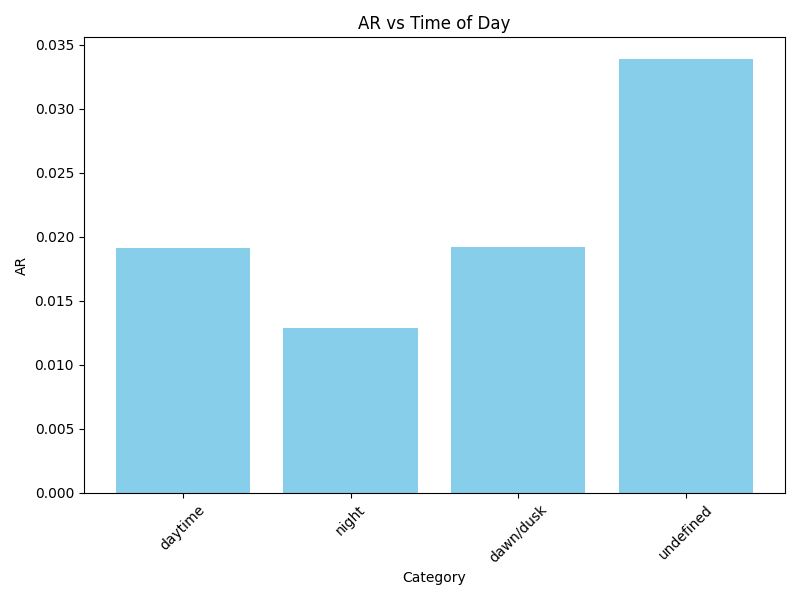 AR vs Time of Day
0.035
0.030
0.025
0.020
0.015
0.010
0.005
0.000
AR
daytime
night
dawn/dusk
undefined
Category